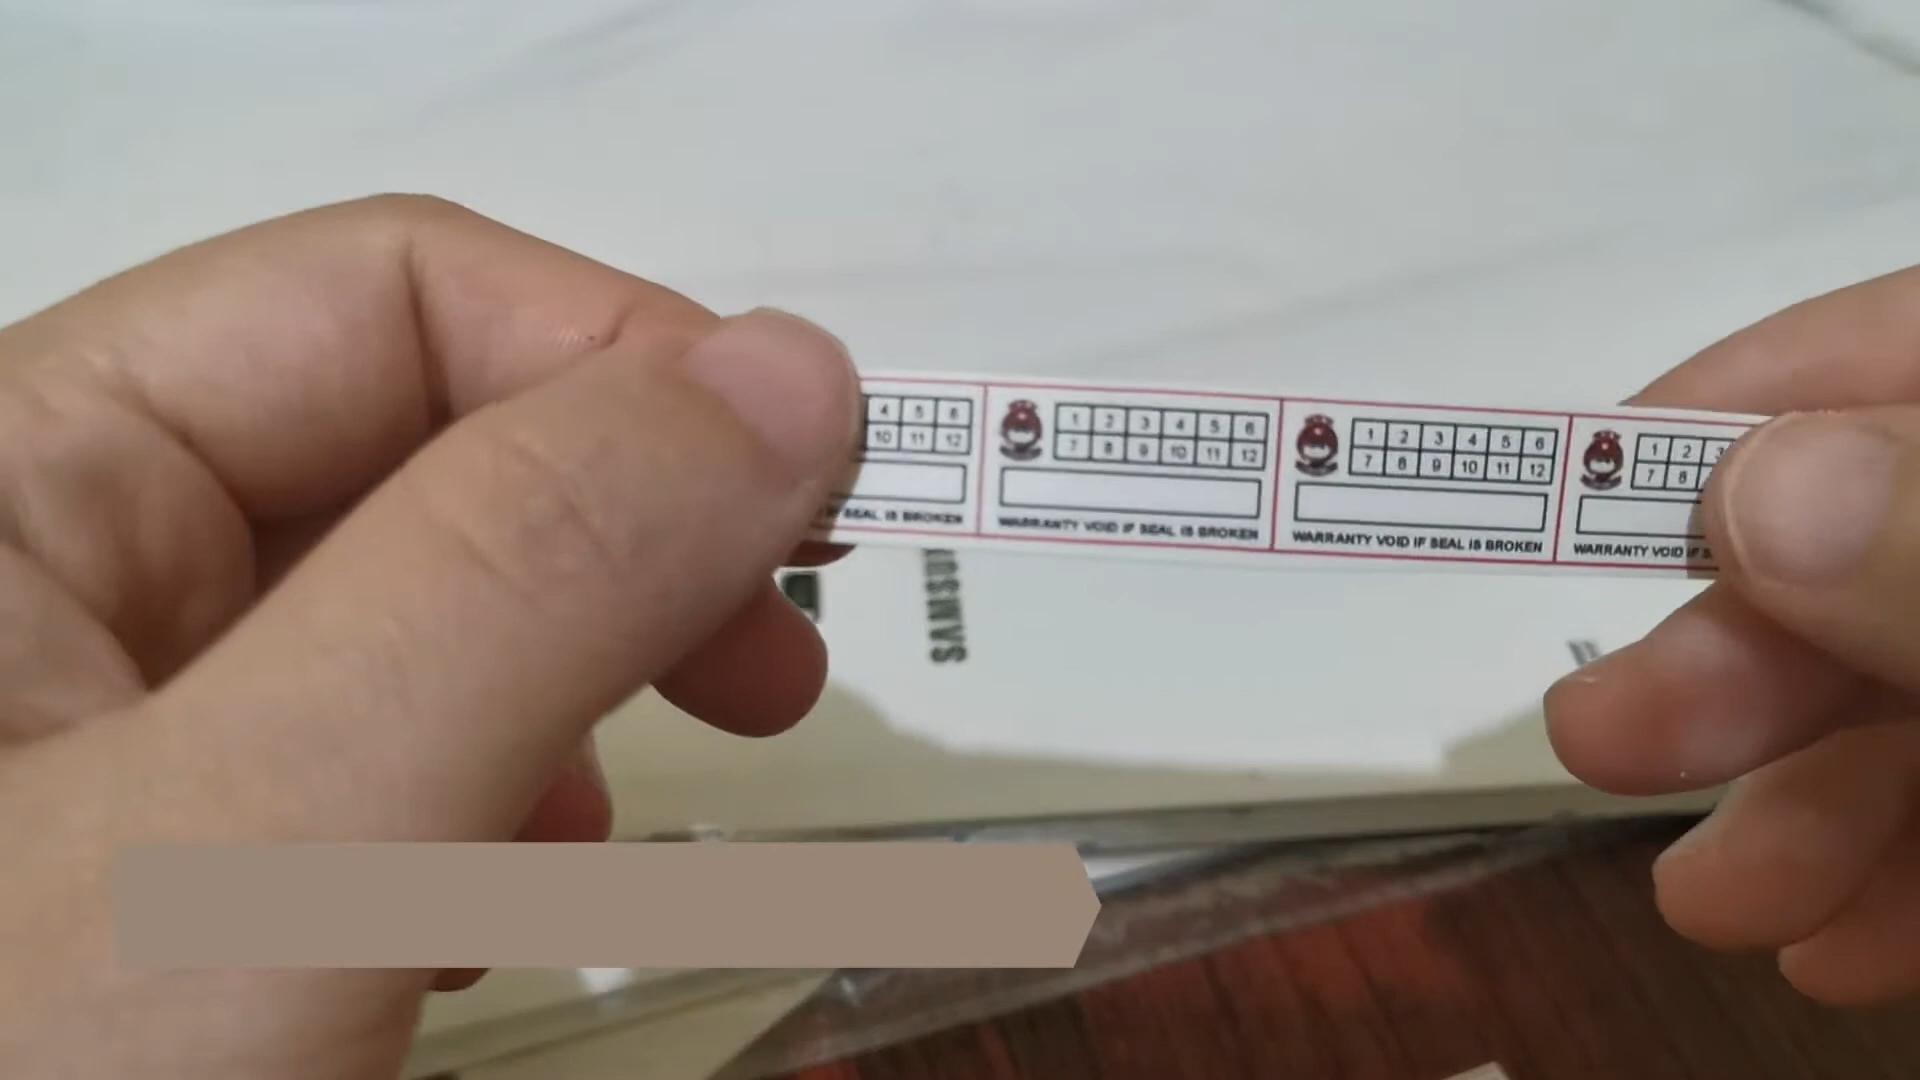 4 5 6
10 11 12
SEAL IS BROKEN
1 2 3 4 5 6
7 8 9 10 11 12
WARRANTY VOID IF SEAL IS BROKEN
1 2 3 4 5 6
7 8 9 10 11 12
WARRANTY VOID IF SEAL IS BROKEN
1 2 3
7 8
WARRANTY VOID IF S
SAMSU